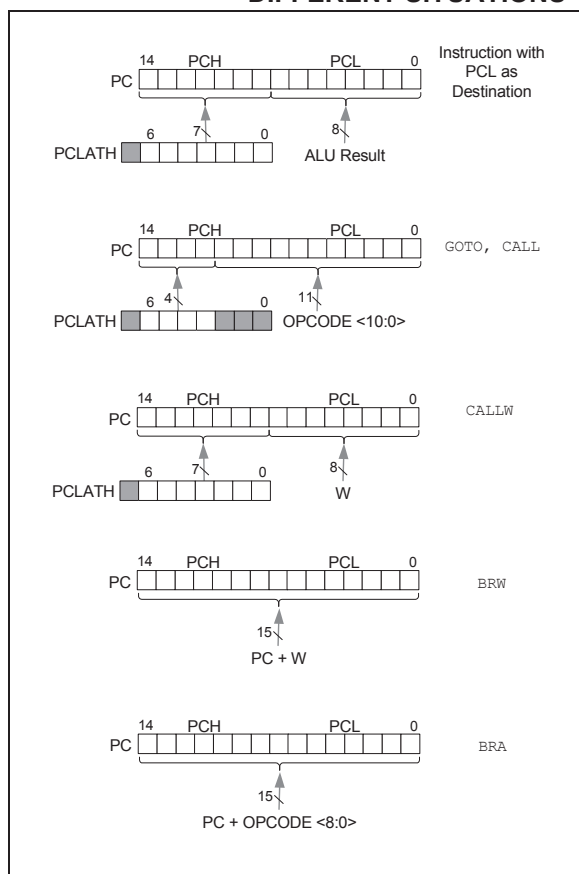 DIFFERENT SITUATIONS
14 PCH PCL 0
PC
Instruction with
PCL as
Destination
6 7 0 8
PCLATH ALU Result
14 PCH PCL 0
PC
GOTO, CALL
6 4 0 11
PCLATH OPCODE <10:0>
14 PCH PCL 0
PC
CALLW
6 7 0 8
PCLATH W
14 PCH PCL 0
PC
BRW
15
PC + W
14 PCH PCL 0
PC
BRA
15
PC + OPCODE <8:0>